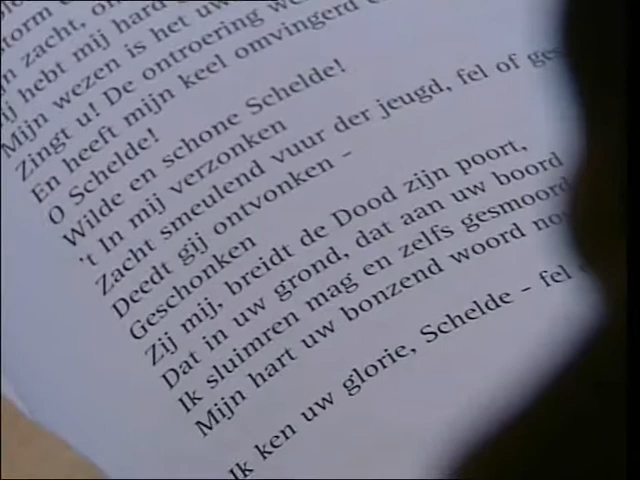 zacht,
hebt mij hard
Mijn wezen is het uw
Zingt u! De ontroering
En heeft mijn keel omvingerd
O Schelde!
Wilde en schone Schelde!
't In mij verzonken
Zacht smeulend vuur der jeugd, fel of
Deedt gij ontvonken –
Geschonken
Zij mij, breidt de Dood zijn poort,
Dat in uw grond, dat aan uw boord
Ik sluimren mag en zelfs gesmoord
Mijn hart uw bonzend woord
Ik ken uw glorie, Schelde – fel